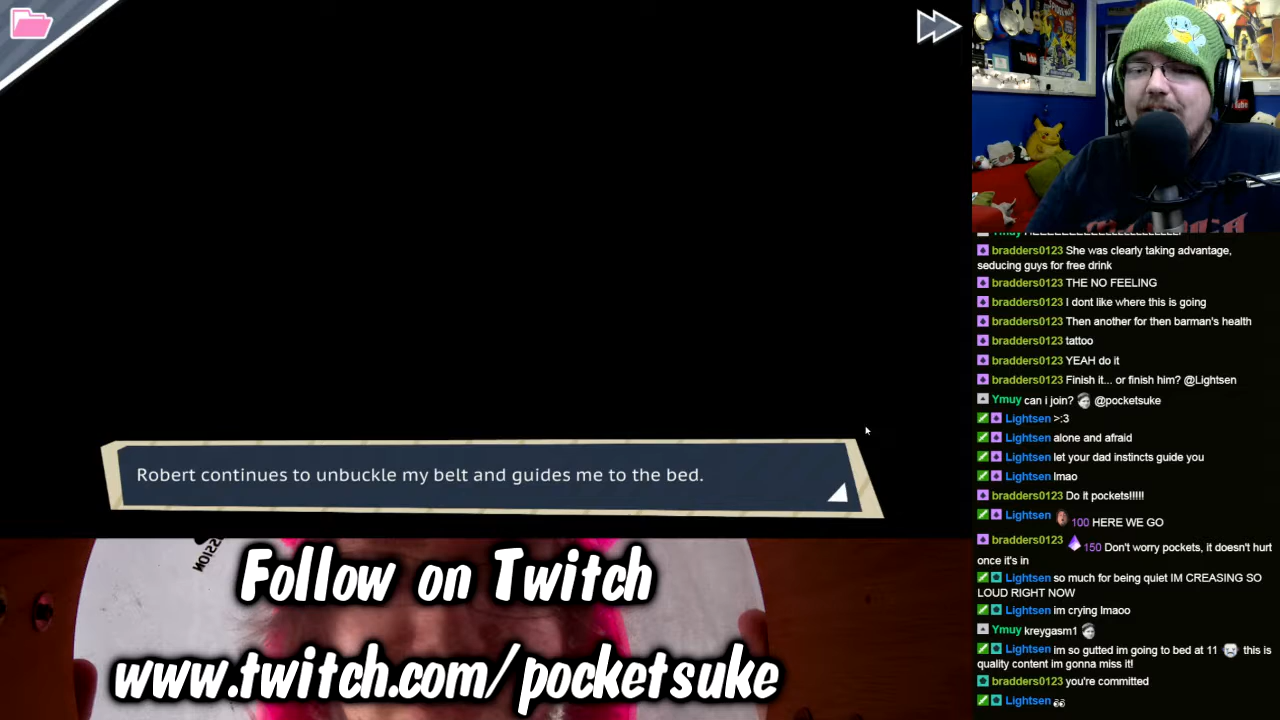 Robert continues to unbuckle my belt and guides me to the bed.
SSION
Follow on Twitch
www.twitch.com/pocketsuke
bradders0123 She was clearly taking advantage,
seducing guys for free drink
bradders0123 THE NO FEELING
bradders0123 I dont like where this is going
bradders0123 Then another for then barman's health
bradders0123 tattoo
bradders0123 YEAH do it
bradders0123 Finish it... or finish him? @Lightsen
Ymuy can i join? @pocketsuke
Lightsen >:3
Lightsen alone and afraid
Lightsen let your dad instincts guide you
Lightsen lmao
bradders0123 Do it pockets!!!!!
Lightsen 100 HERE WE GO
bradders0123 150 Don't worry pockets, it doesn't hurt
once it's in
Lightsen so much for being quiet IM CREASING SO
LOUD RIGHT NOW
Lightsen im crying lmaoo
Ymuy kreygasm1
Lightsen im so gutted im going to bed at 11 this is
quality content im gonna miss it!
bradders0123 you're committed
Lightsen